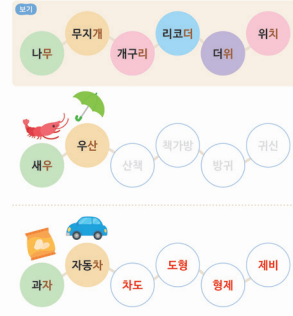 보기
나무 무지개 개구리 리코더 더위 위치
새우 우산 산책 책가방 방귀 귀신
과자 자동차 차도 도형 형제 제비